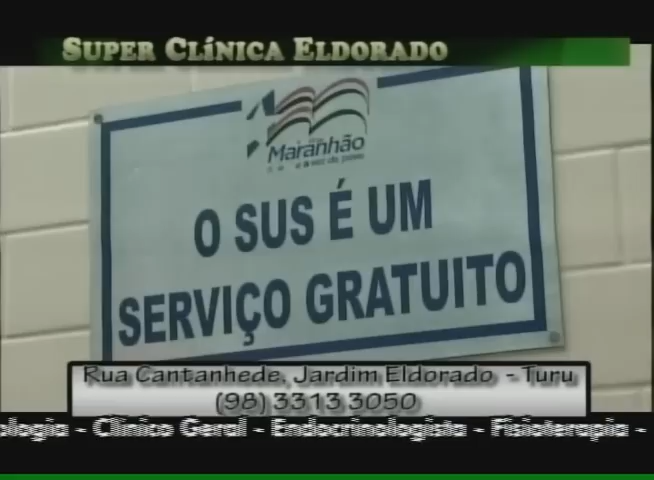 SUPER CLÍNICA ELDORADO
Maranhão
O SUS É UM
SERVIÇO GRATUITO
Rua Cantanhede, Jardim Eldorado - Turu
(98) 3313 3050
ologia - Clínico Geral - Endocrinologista - Fisioterapia -